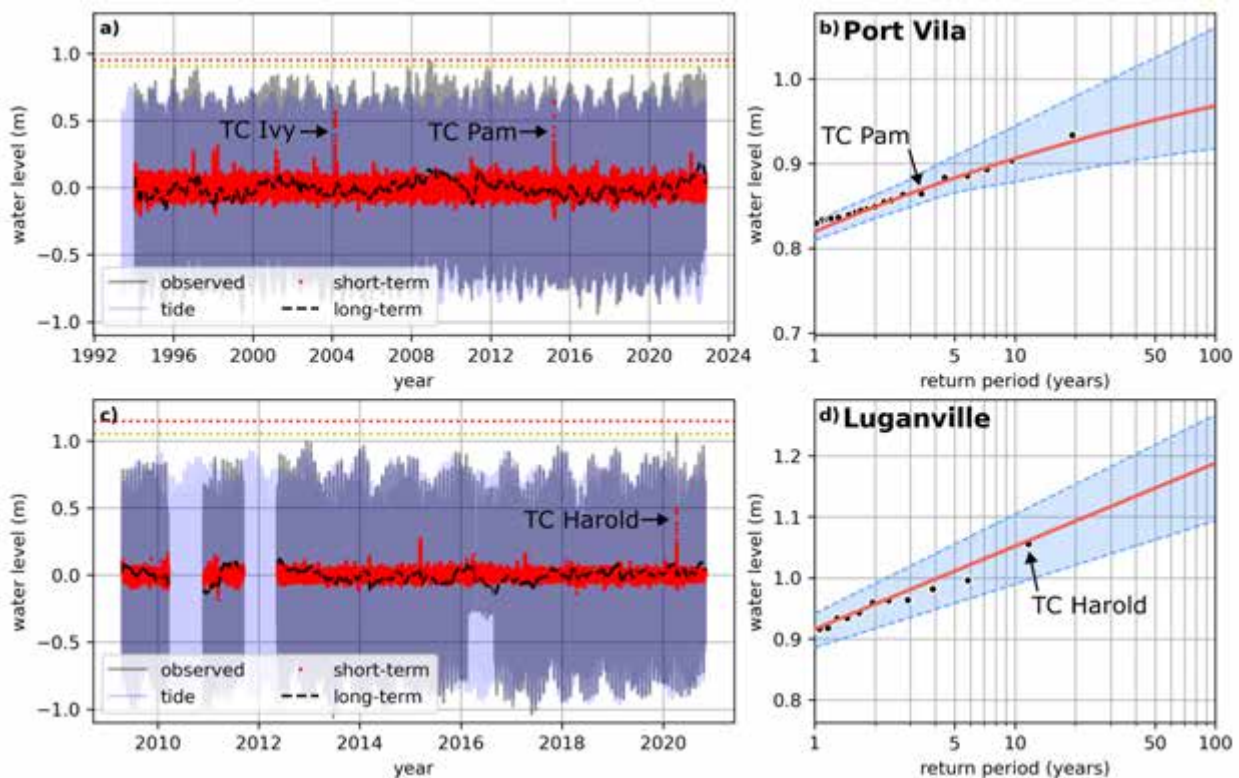 a)
1.0
0.5
0.0
−0.5
−1.0
water level (m)
TC Ivy
TC Pam
observed
short-term
tide
long-term
1992 1996 2000 2004 2008 2012 2016 2020 2024
year
b) Port Vila
1.0
0.9
0.8
0.7
water level (m)
TC Pam
1 5 10 50 100
return period (years)
c)
1.0
0.5
0.0
−0.5
−1.0
water level (m)
TC Harold
observed
short-term
tide
long-term
2010 2012 2014 2016 2018 2020
year
d) Luganville
1.2
1.1
1.0
0.9
0.8
water level (m)
TC Harold
1 5 10 50 100
return period (years)